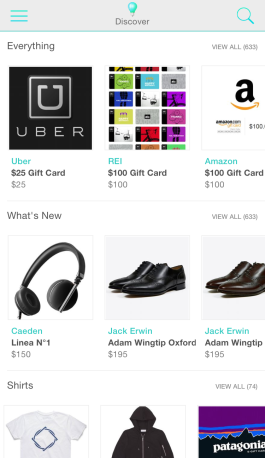 Discover
Everything
VIEW ALL (633)
U
UBER
amazon.com
$100.
Uber
$25 Gift Card
$25
REI
$100 Gift Card
$100
Amazon
$100 Gift Card
$100
What's New
VIEW ALL (633)
Caeden
Linea N°1
$150
Jack Erwin
Adam Wingtip Oxford
$195
Jack Erwin
Adam Wingtip
$195
Shirts
VIEW ALL (74)
patagonia